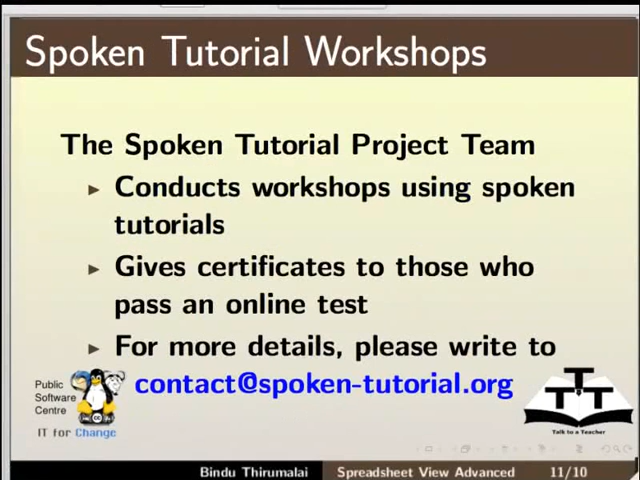 Spoken Tutorial Workshops
The Spoken Tutorial Project Team
Conducts workshops using spoken
tutorials
Gives certificates to those who
pass an online test
For more details, please write to
contact@spoken-tutorial.org
Public
Software
Centre
IT for Change
TTT
Talk to a Teacher
Bindu Thirumalai
Spreadsheet View Advanced
11/10